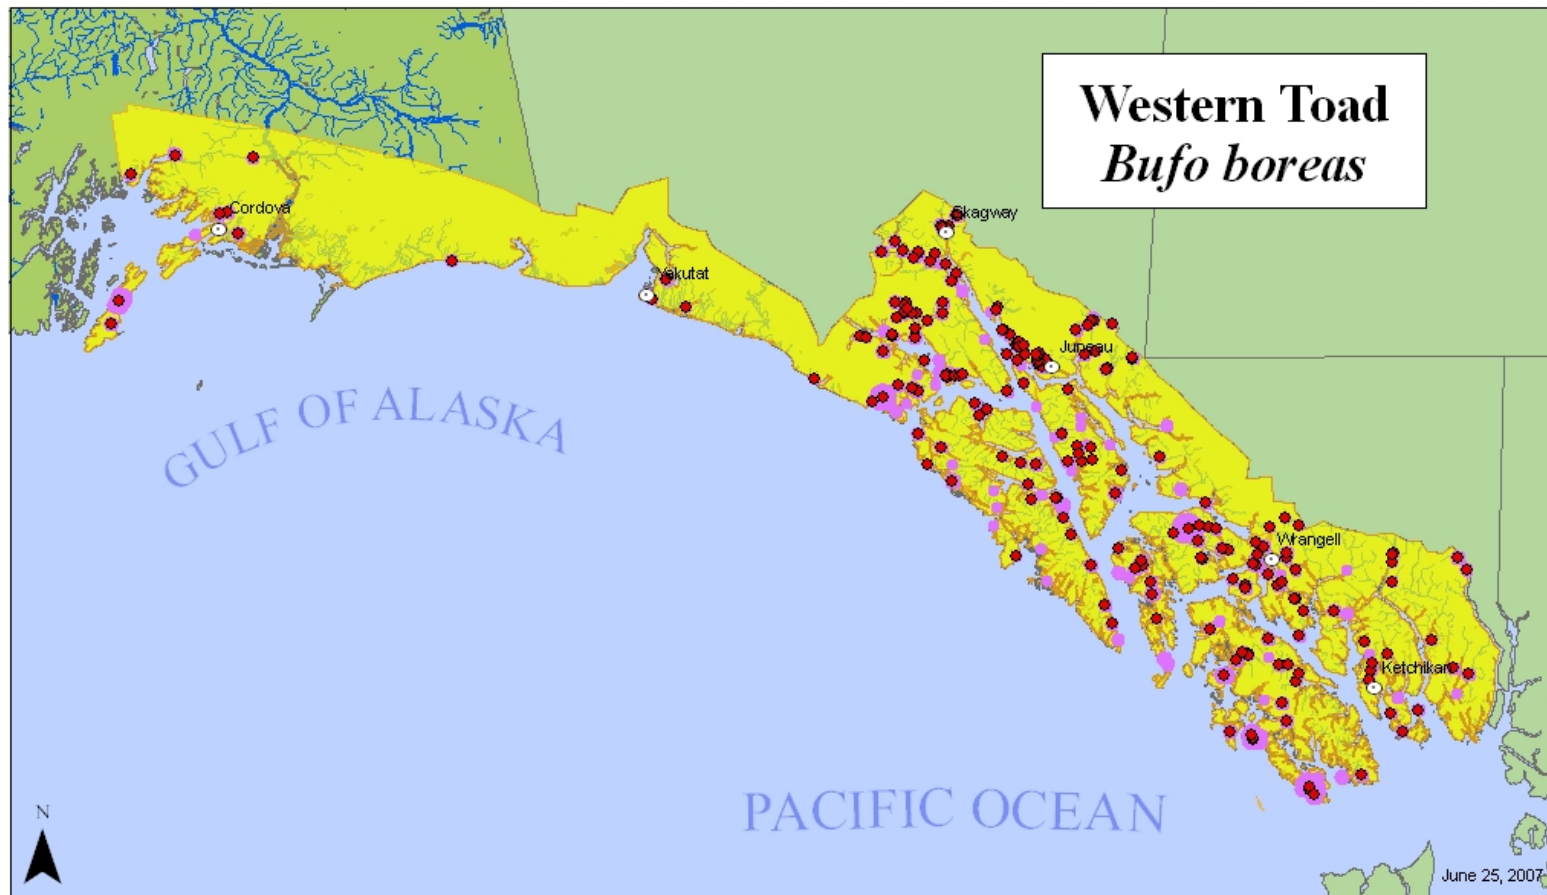 Western Toad
Bufo boreas
Cordova
Skagway
Yakutat
Juneau
GULF OF ALASKA
Wrangell
Ketchikan
PACIFIC OCEAN
N
June 25, 2007